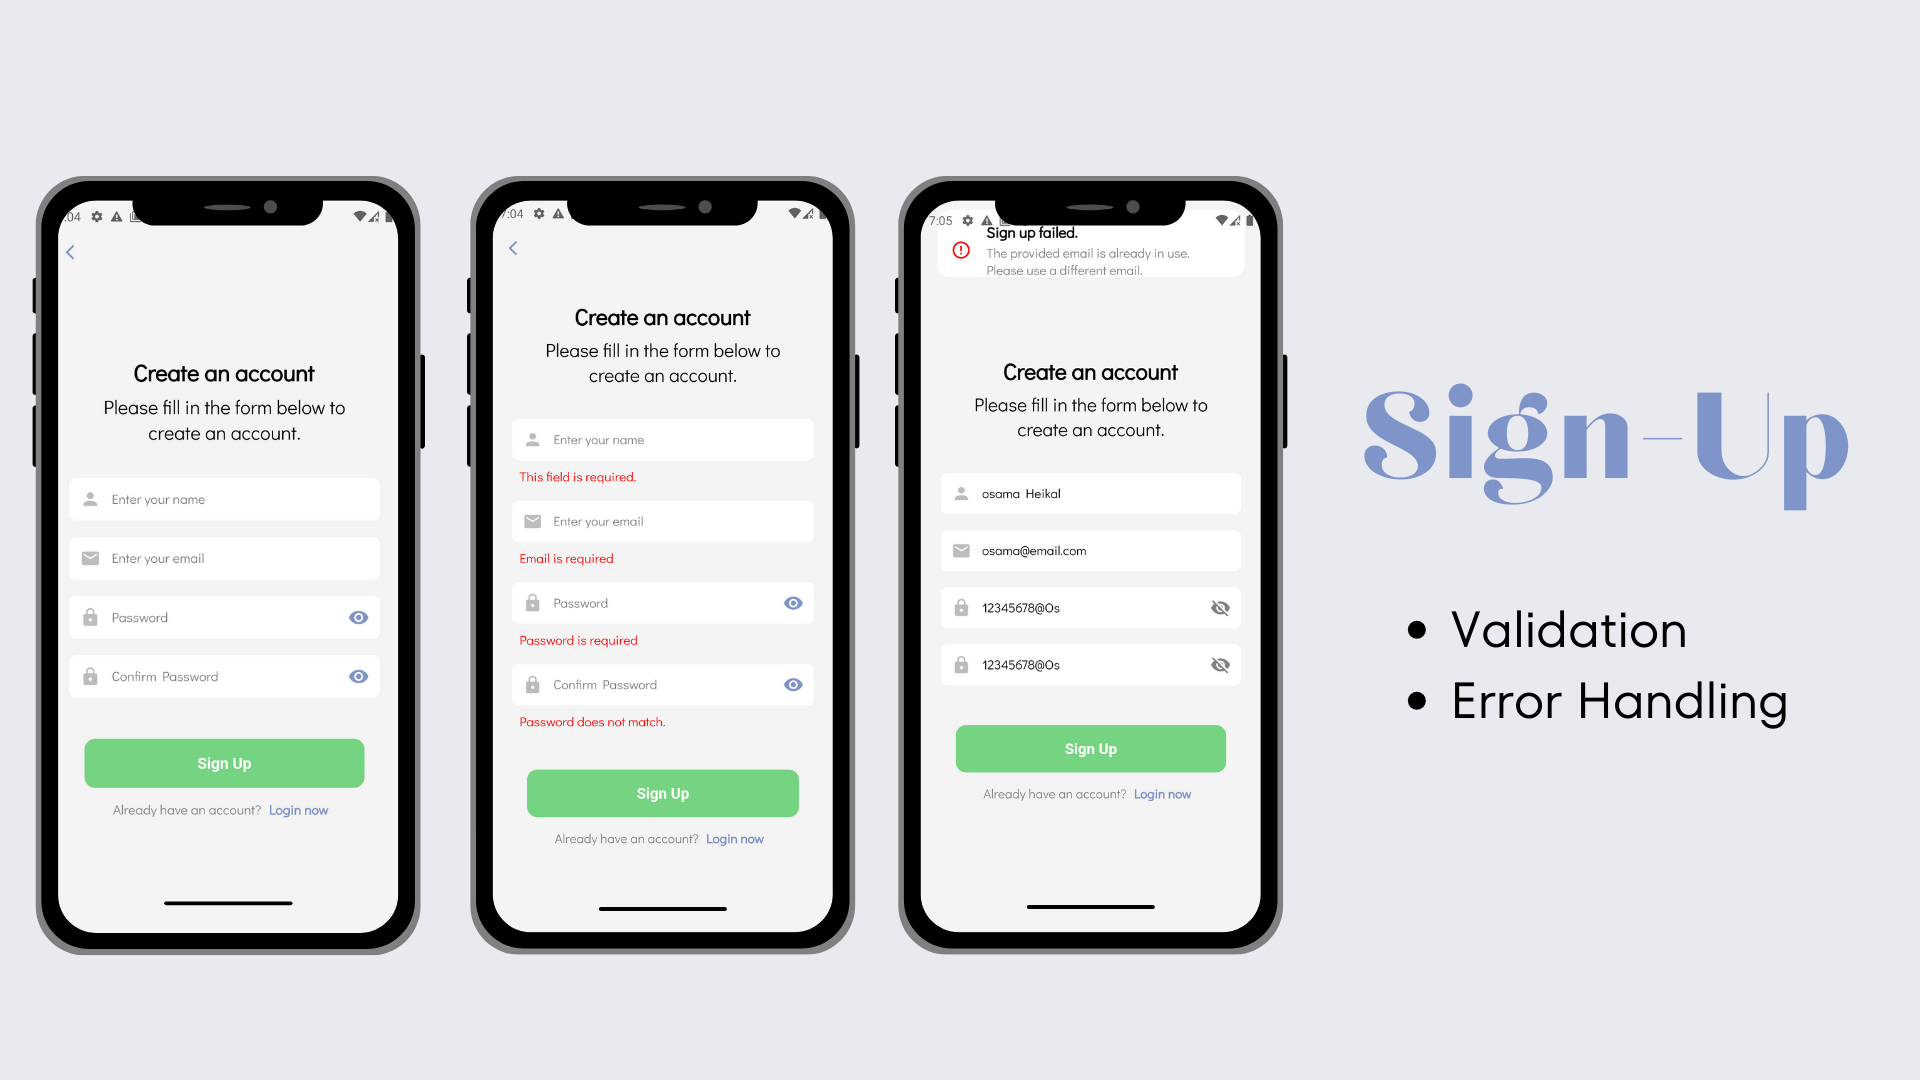 :04
Create an account
Please fill in the form below to
create an account.
Enter your name
Enter your email
Password
Confirm Password
Sign Up
Already have an account? Login now
7:04
Create an account
Please fill in the form below to
create an account.
Enter your name
This field is required.
Enter your email
Email is required
Password
Password is required
Confirm Password
Password does not match.
Sign Up
Already have an account? Login now
7:05
Sign up failed.
The provided email is already in use.
Please use a different email.
Create an account
Please fill in the form below to
create an account.
osama Heikal
osama@email.com
12345678@Os
12345678@Os
Sign Up
Already have an account? Login now
Sign-Up
• Validation
• Error Handling